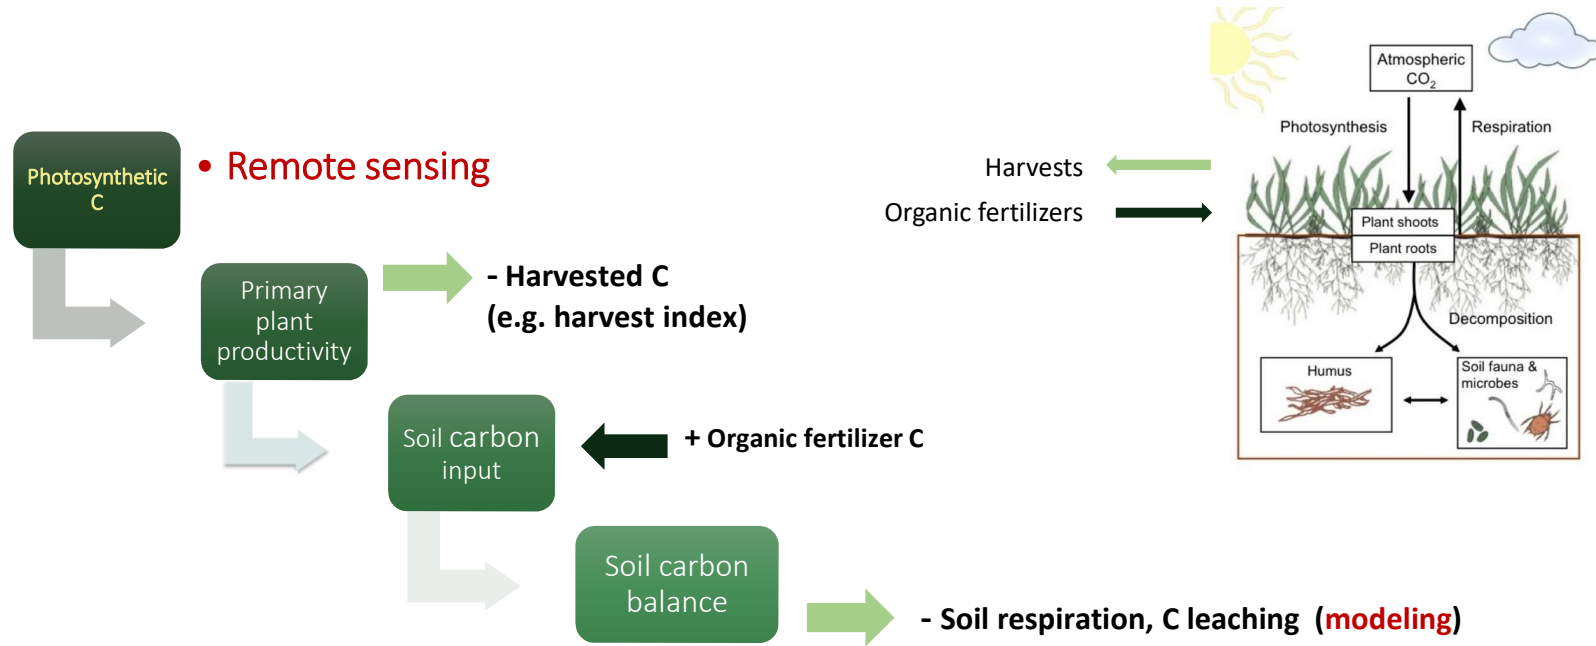 Photosynthetic
C
• Remote sensing
Primary
plant
productivity
- Harvested C
(e.g. harvest index)
Soil carbon
input
+ Organic fertilizer C
Soil carbon
balance
- Soil respiration, C leaching (modeling)
Harvests
Organic fertilizers
Atmospheric
CO₂
Photosynthesis
Respiration
Plant shoots
Plant roots
Decomposition
Humus
Soil fauna &
microbes